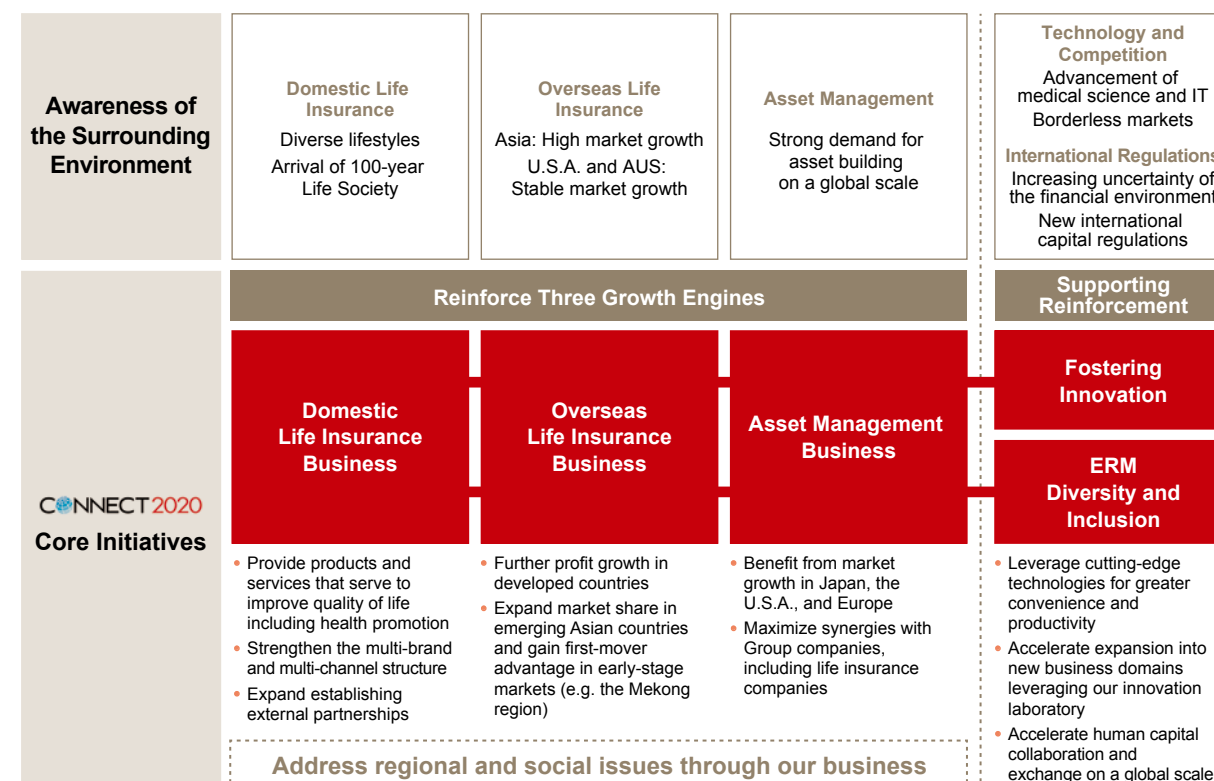 Awareness of
the Surrounding
Environment
Domestic Life
Insurance
Diverse lifestyles
Arrival of 100-year
Life Society
Overseas Life
Insurance
Asia: High market growth
U.S.A. and AUS:
Stable market growth
Asset Management
Strong demand for
asset building
on a global scale
Technology and
Competition
Advancement of
medical science and IT
Borderless markets
International Regulations
Increasing uncertainty of
the financial environment
New international
capital regulations
CONNECT2020
Core Initiatives
Reinforce Three Growth Engines
Domestic
Life Insurance
Business
Overseas
Life Insurance
Business
Asset Management
Business
• Provide products and
services that serve to
improve quality of life
including health promotion
• Strengthen the multi-brand
and multi-channel structure
• Expand establishing
external partnerships
• Further profit growth in
developed countries
• Expand market share in
emerging Asian countries
and gain first-mover
advantage in early-stage
markets (e.g. the Mekong
region)
• Benefit from market
growth in Japan, the
U.S.A., and Europe
• Maximize synergies with
Group companies,
including life insurance
companies
Address regional and social issues through our business
Supporting
Reinforcement
Fostering
Innovation
ERM
Diversity and
Inclusion
• Leverage cutting-edge
technologies for greater
convenience and
productivity
• Accelerate expansion into
new business domains
leveraging our innovation
laboratory
• Accelerate human capital
collaboration and
exchange on a global scale